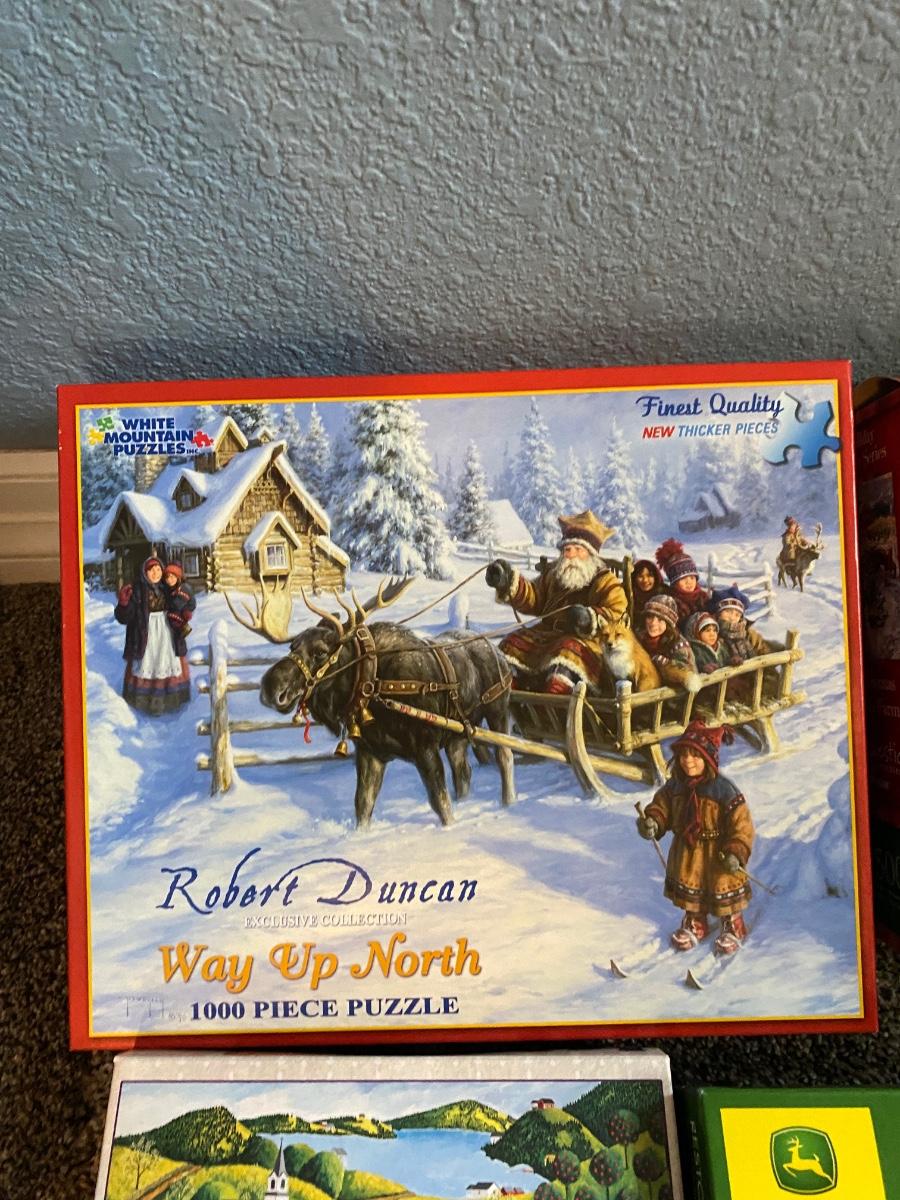 WHITE
MOUNTAIN
PUZZLES INC.
Finest Quality
NEW THICKER PIECES
Robert Duncan
EXCLUSIVE COLLECTION
Way Up North
1000 PIECE PUZZLE